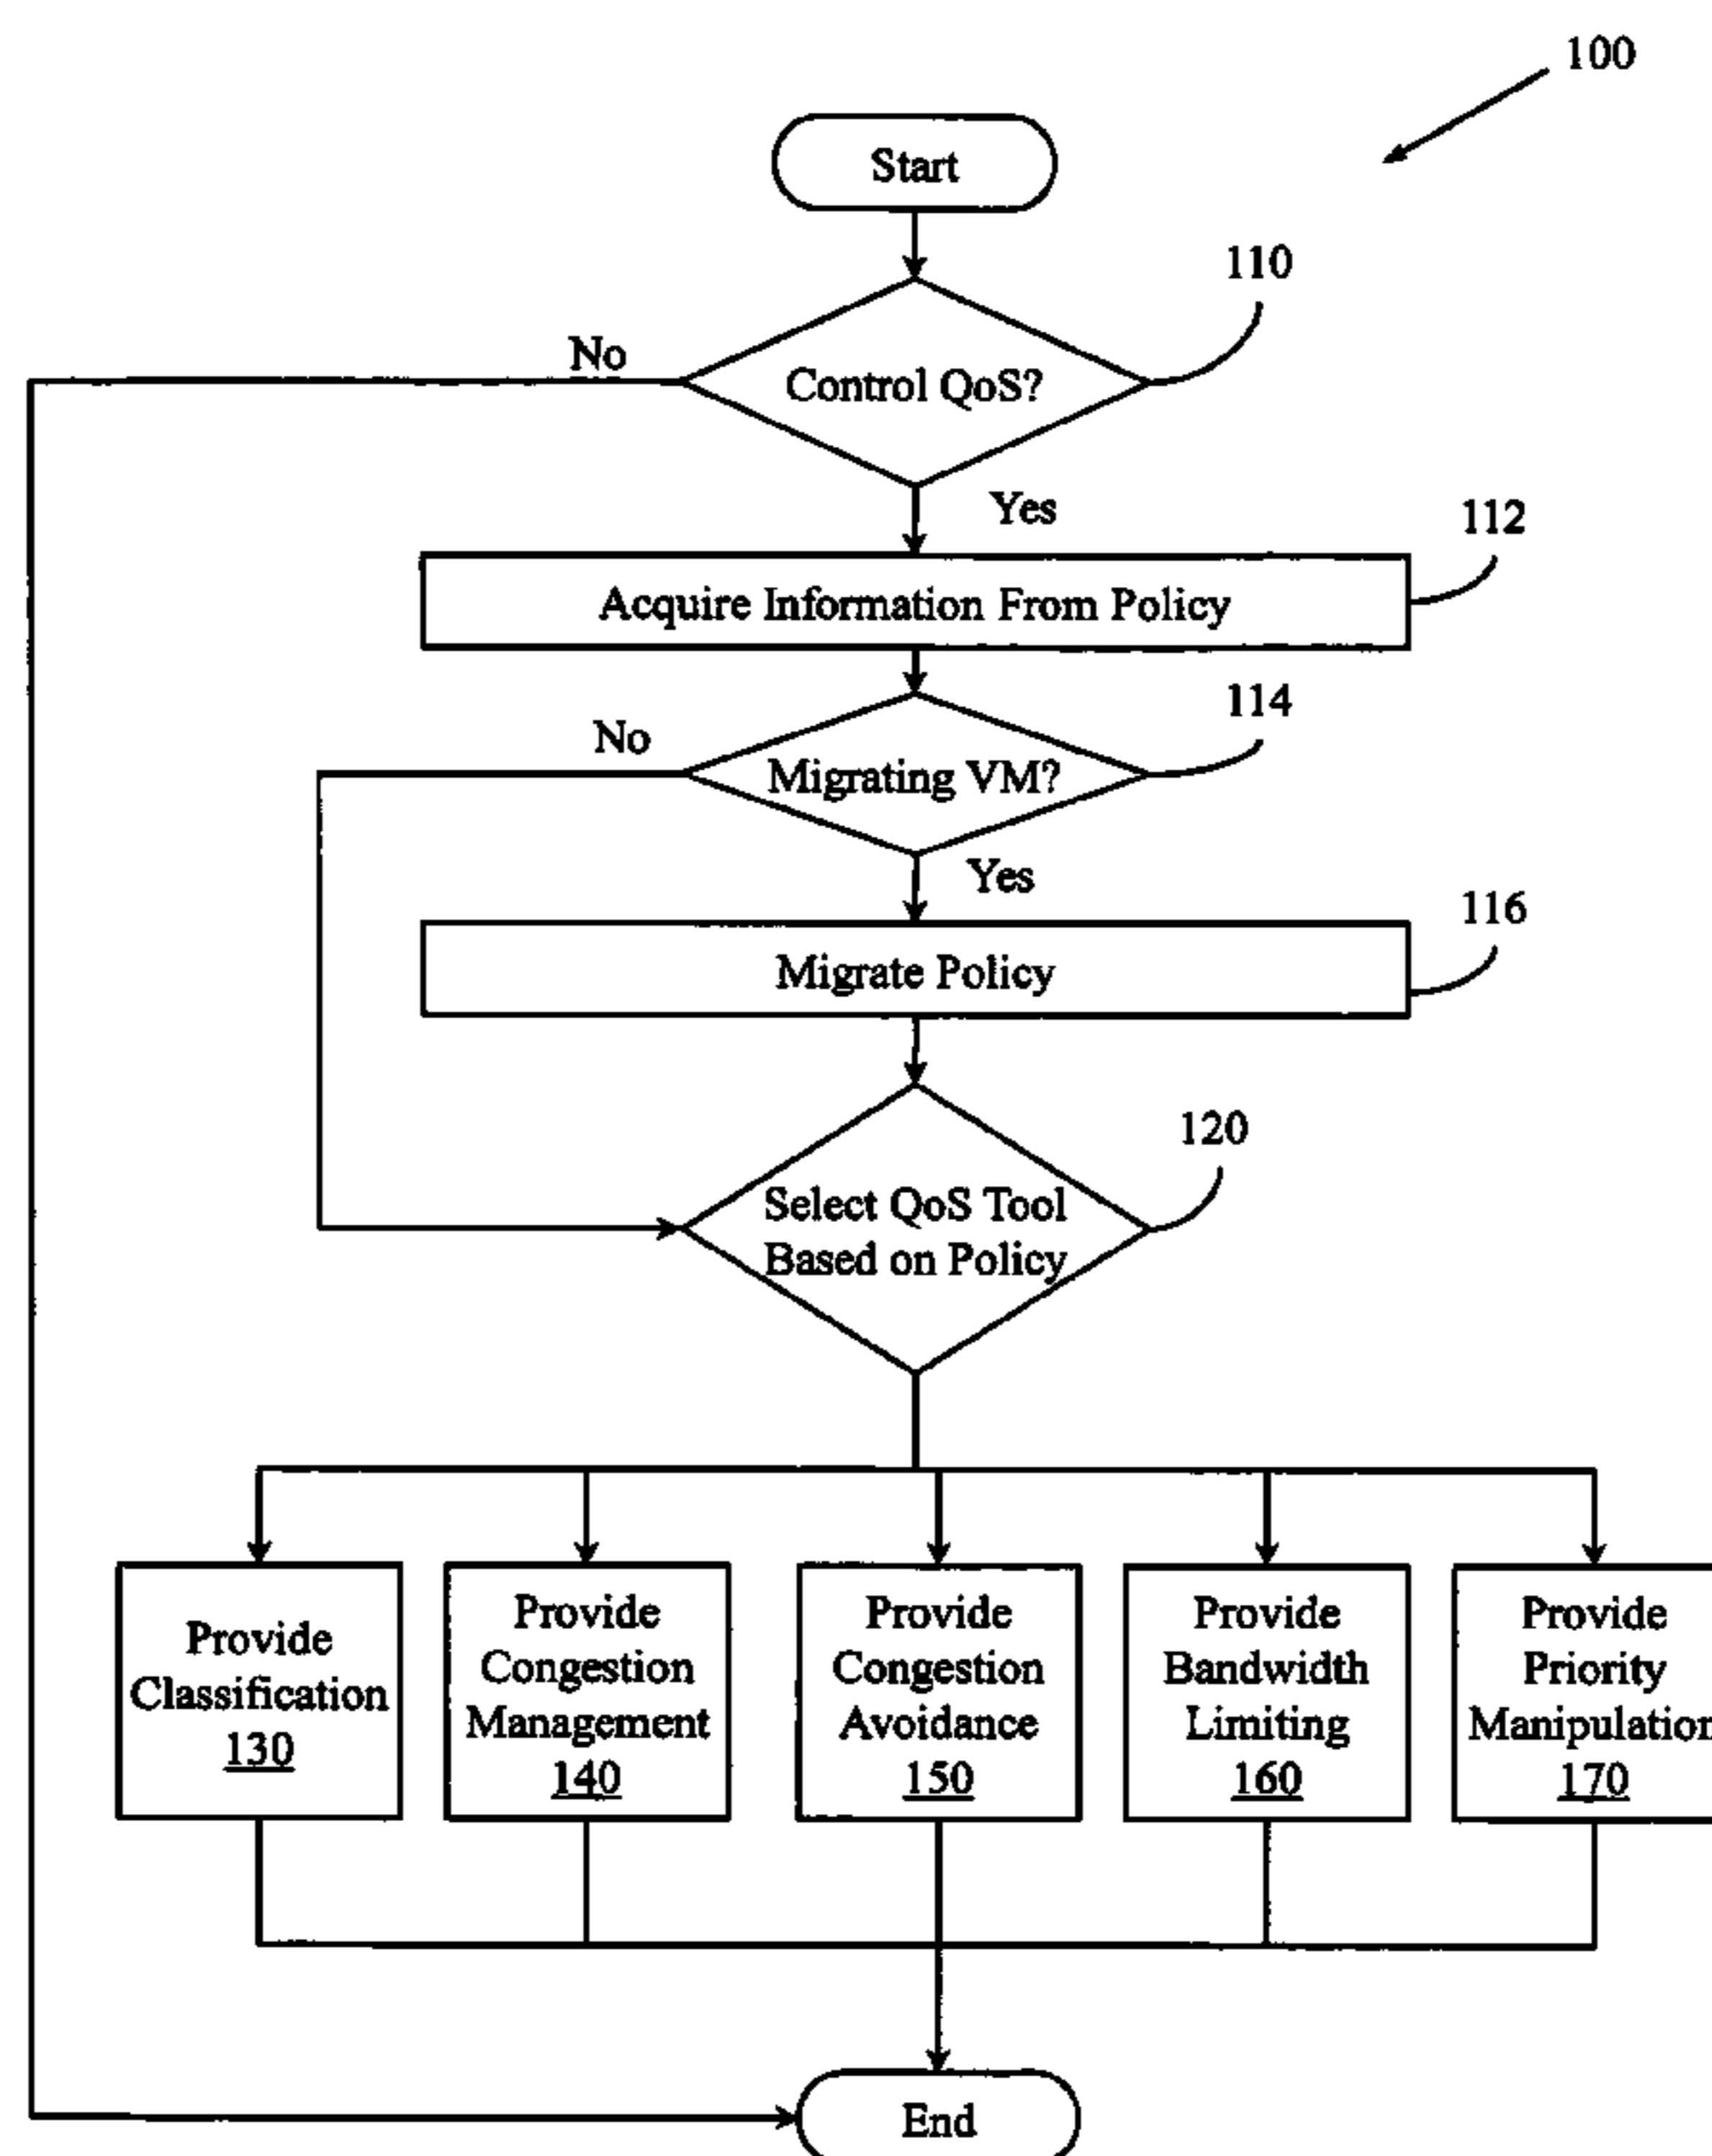 100
Start
110
No
Control QoS?
Yes
112
Acquire Information From Policy
114
No
Migrating VM?
Yes
116
Migrate Policy
120
Select QoS Tool
Based on Policy
Provide
Classification
130
Provide
Congestion
Management
140
Provide
Congestion
Avoidance
150
Provide
Bandwidth
Limiting
160
Provide
Priority
Manipulation
170
End